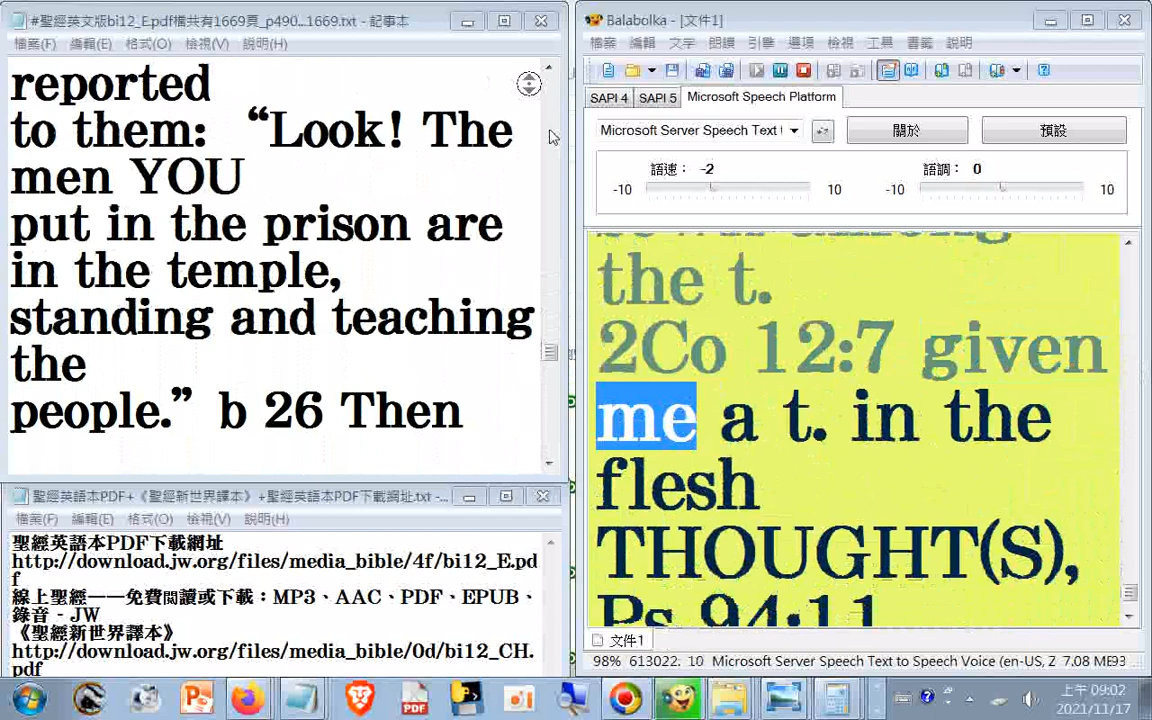 #聖經英文版bi12_E.pdf檔共有1669頁_p490...1669.txt - 記事本
檔案(F) 編輯(E) 格式(O) 檢視(V) 說明(H)
reported
to them: “Look! The
men YOU
put in the prison are
in the temple,
standing and teaching
the
people.” b 26 Then
聖經英語本PDF+《聖經新世界譯本》+聖經英語本PDF下載網址.txt -...
檔案(F) 編輯(E) 格式(O) 檢視(V) 說明(H)
聖經英語本PDF下載網址
http://download.jw.org/files/media_bible/4f/bi12_E.pd
f
線上聖經──免費閱讀或下載：MP3、AAC、PDF、EPUB、
錄音 - JW
《聖經新世界譯本》
http://download.jw.org/files/media_bible/0d/bi12_CH.
pdf
Balabolka - [文件1]
檔案 編輯 文字 朗讀 引擎 選項 檢視 工具 書籤 說明
SAPI 4 SAPI 5 Microsoft Speech Platform
Microsoft Server Speech Text 關於 預設
語速： -2 語調： 0
-10 10 -10 10
the t.
2Co 12:7 given
me a t. in the
flesh
THOUGHT(S),
Ps 94:11
文件1
98% 613022. 10 Microsoft Server Speech Text to Speech Voice (en-US, Z 7.08 ME93
上午 09:02
2021/11/17